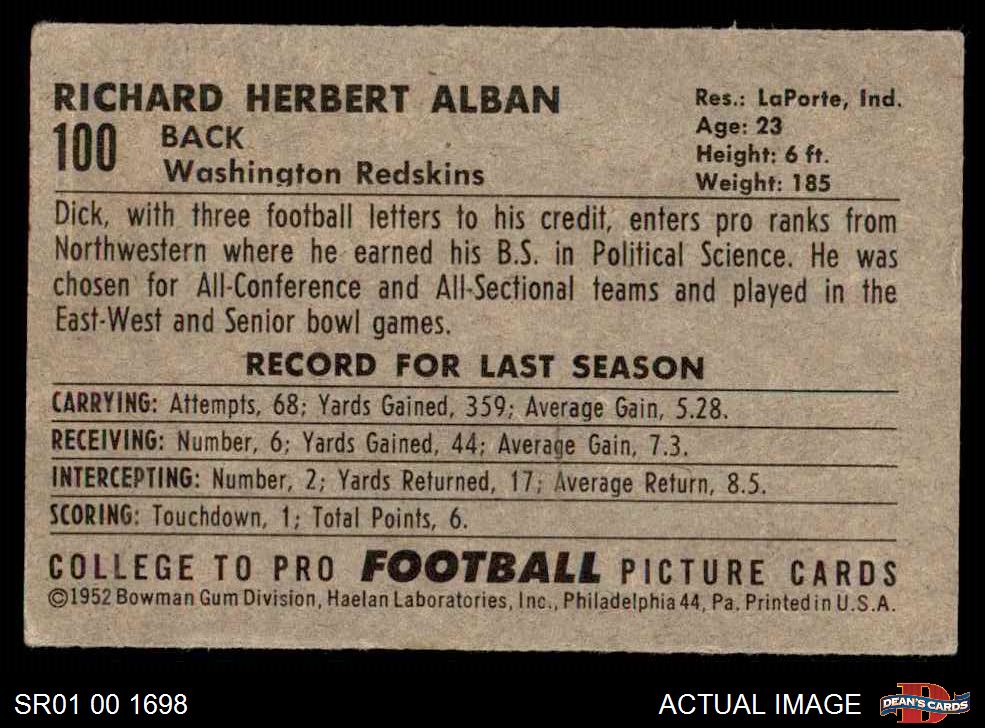 RICHARD HERBERT ALBAN
100 BACK
Washington Redskins
Res.: LaPorte, Ind.
Age: 23
Height: 6 ft.
Weight: 185
Dick, with three football letters to his credit, enters pro ranks from
Northwestern where he earned his B.S. in Political Science. He was
chosen for All-Conference and All-Sectional teams and played in the
East-West and Senior bowl games.
RECORD FOR LAST SEASON
CARRYING: Attempts, 68; Yards Gained, 359; Average Gain, 5.28.
RECEIVING: Number, 6; Yards Gained, 44; Average Gain, 7.3.
INTERCEPTING: Number, 2; Yards Returned, 17; Average Return, 8.5.
SCORING: Touchdown, 1; Total Points, 6.
COLLEGE TO PRO FOOTBALL PICTURE CARDS
©1952 Bowman Gum Division, Haelan Laboratories, Inc., Philadelphia 44, Pa. Printed in U.S.A.
SR01 00 1698
ACTUAL IMAGE
D
DEAN'S CARDS